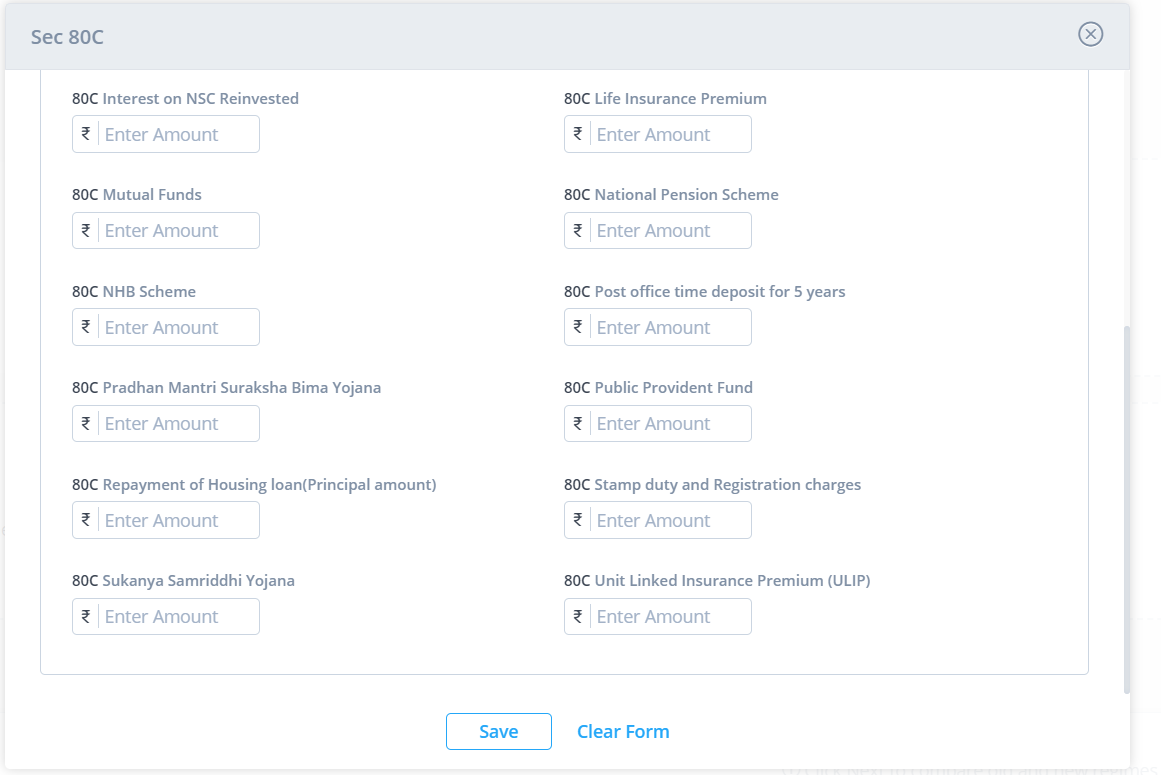 Sec 80C
80C Interest on NSC Reinvested
80C Life Insurance Premium
₹ Enter Amount
₹ Enter Amount
80C Mutual Funds
80C National Pension Scheme
₹ Enter Amount
₹ Enter Amount
80C NHB Scheme
80C Post office time deposit for 5 years
₹ Enter Amount
₹ Enter Amount
80C Pradhan Mantri Suraksha Bima Yojana
80C Public Provident Fund
₹ Enter Amount
₹ Enter Amount
80C Repayment of Housing loan(Principal amount)
80C Stamp duty and Registration charges
₹ Enter Amount
₹ Enter Amount
80C Sukanya Samriddhi Yojana
80C Unit Linked Insurance Premium (ULIP)
₹ Enter Amount
₹ Enter Amount
Save
Clear Form